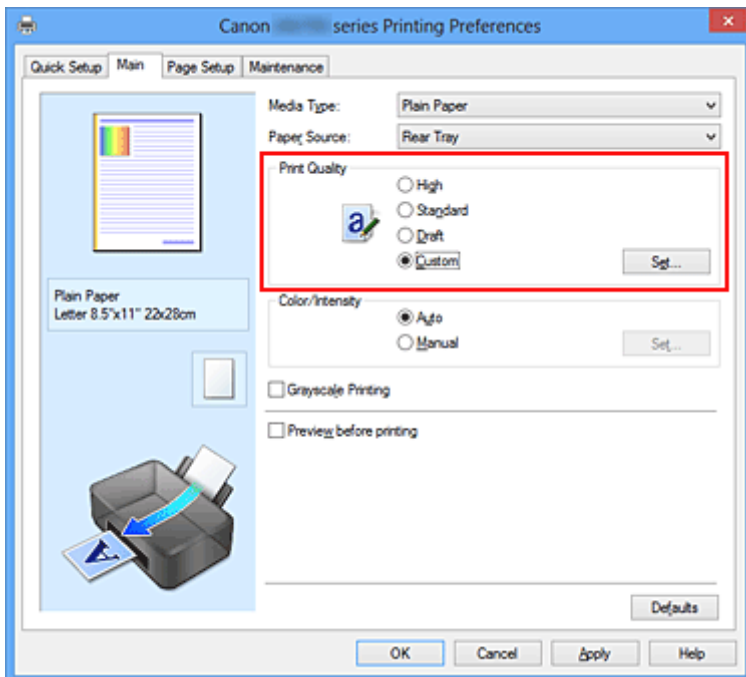 Canon series Printing Preferences
Quick Setup Main Page Setup Maintenance
Media Type: Plain Paper
Paper Source: Rear Tray
Print Quality
High
Standard
Draft
Custom
Set...
Plain Paper
Letter 8.5"x11" 22x28cm
Color/Intensity
Auto
Manual
Set...
Grayscale Printing
Preview before printing
Defaults
OK Cancel Apply Help